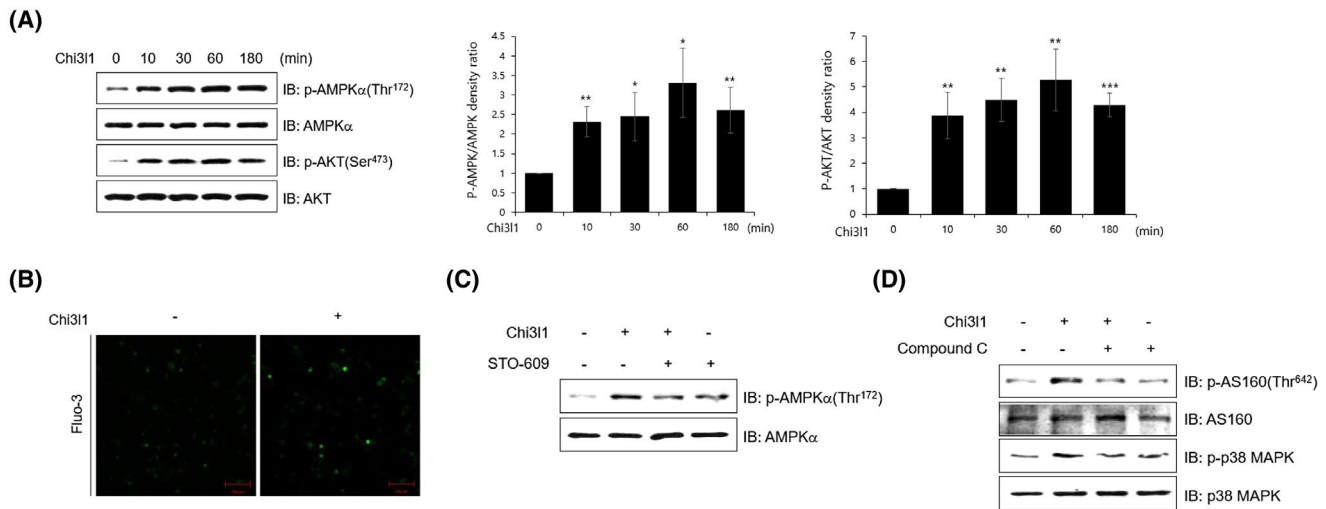 (A)
Chi3l1 0 10 30 60 180 (min)
IB: p-AMPKα(Thr¹⁷²)
IB: AMPKα
IB: p-AKT(Ser⁴⁷³)
IB: AKT
P-AMPK/AMPK density ratio
4.5
4
3.5
3
2.5
2
1.5
1
0.5
0
** * * **
Chi3l1 0 10 30 60 180 (min)
P-AKT/AKT density ratio
7
6
5
4
3
2
1
0
** ** ** ***
Chi3l1 0 10 30 60 180 (min)
(B)
Chi3l1 - +
Fluo-3
(C)
Chi3l1 - + + -
STO-609 - - + +
IB: p-AMPKα(Thr¹⁷²)
IB: AMPKα
(D)
Chi3l1 - + + -
Compound C - - + +
IB: p-AS160(Thr⁶⁴²)
IB: AS160
IB: p-p38 MAPK
IB: p38 MAPK